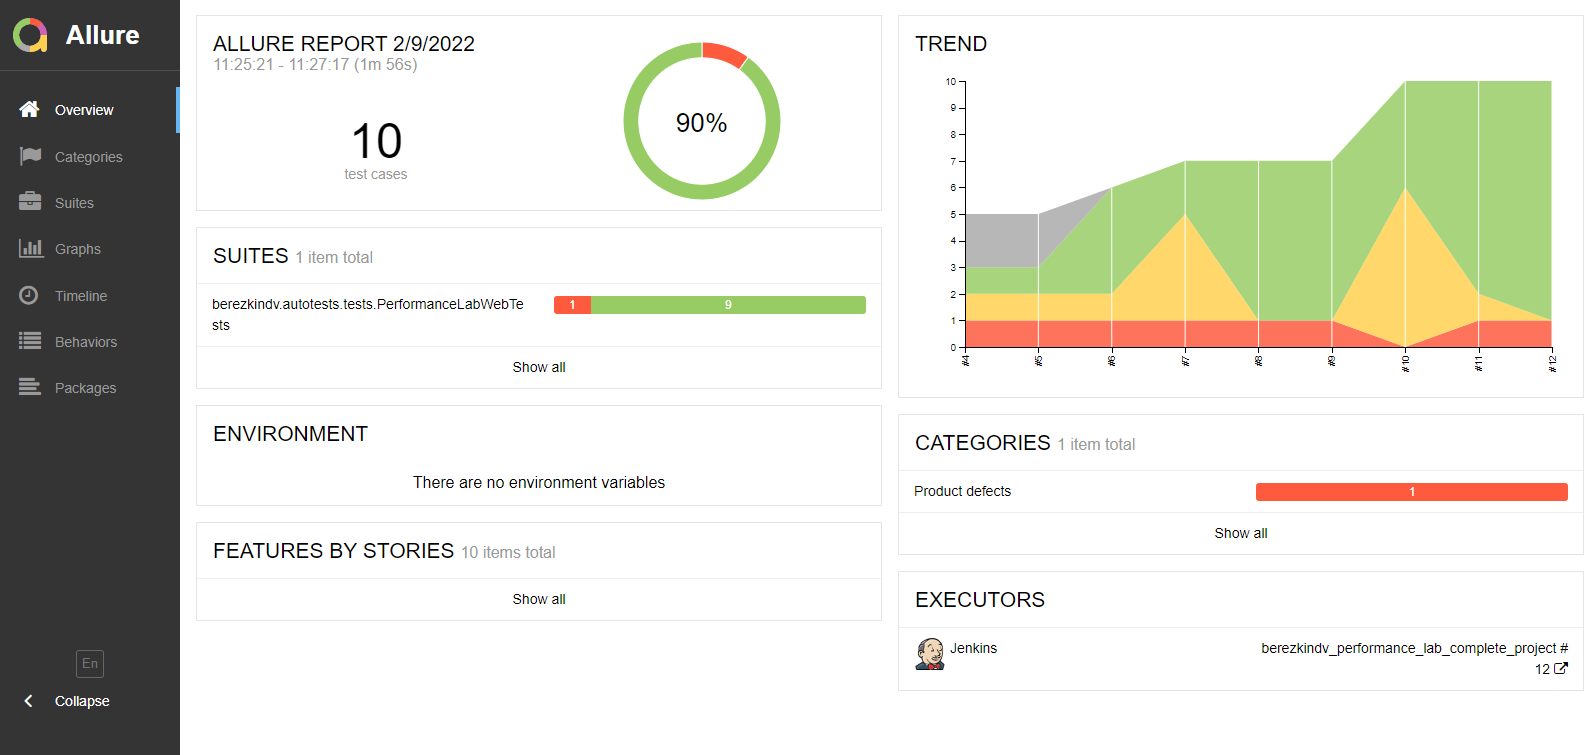 Allure
Overview
Categories
Suites
Graphs
Timeline
Behaviors
Packages
En
Collapse
ALLURE REPORT 2/9/2022
11:25:21 - 11:27:17 (1m 56s)
10
test cases
90%
SUITES 1 item total
berezkindv.autotests.tests.PerformanceLabWebTe
sts
1 9
Show all
ENVIRONMENT
There are no environment variables
FEATURES BY STORIES 10 items total
Show all
TREND
10
9
8
7
6
5
4
3
2
1
0
#4 #5 #6 #7 #8 #9 #10 #11 #12
CATEGORIES 1 item total
Product defects 1
Show all
EXECUTORS
Jenkins berezkindv_performance_lab_complete_project #
12